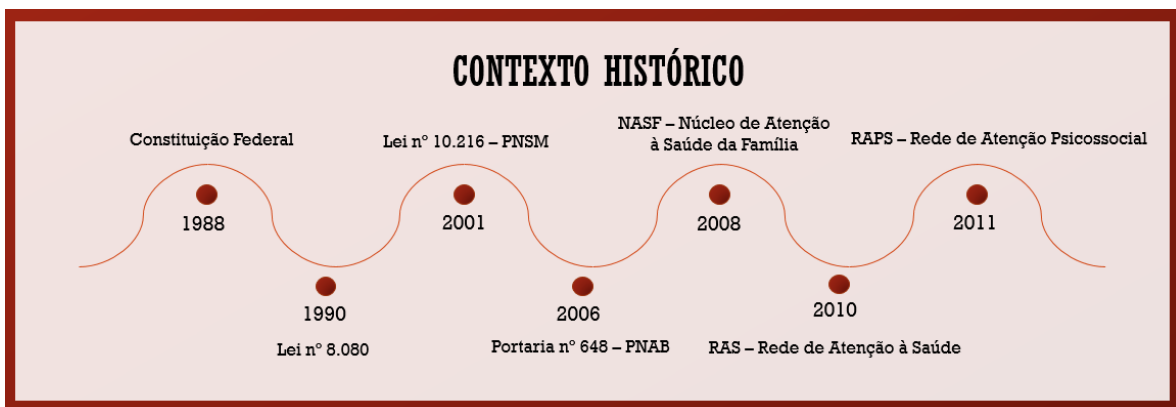 CONTEXTO HISTÓRICO
Constituição Federal
1988
1990
Lei nº 8.080
Lei nº 10.216 – PNSM
2001
2006
Portaria nº 648 – PNAB
NASF – Núcleo de Atenção
à Saúde da Família
2008
2010
RAS – Rede de Atenção à Saúde
RAPS – Rede de Atenção Psicossocial
2011